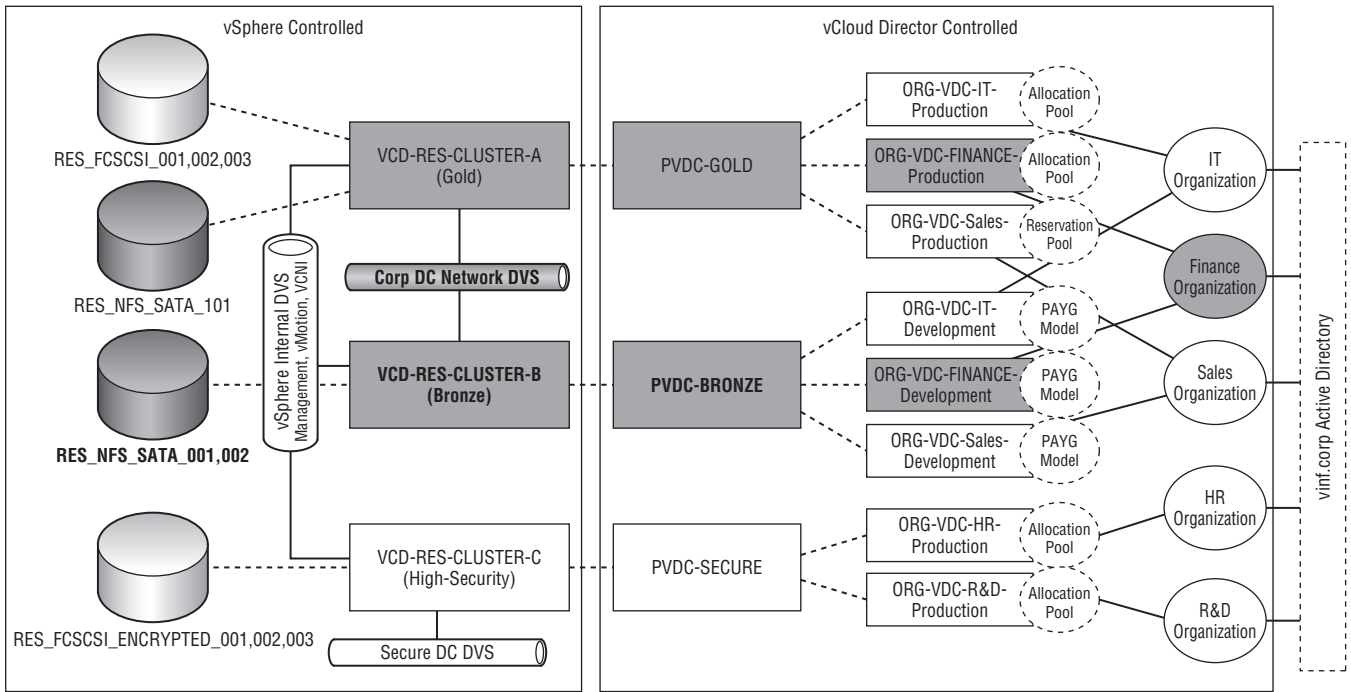 vSphere Controlled
RES_FCSCSI_001,002,003
RES_NFS_SATA_101
RES_NFS_SATA_001,002
RES_FCSCSI_ENCRYPTED_001,002,003
vSphere Internal DVS
Management, vMotion, VCNI
VCD-RES-CLUSTER-A
(Gold)
Corp DC Network DVS
VCD-RES-CLUSTER-B
(Bronze)
VCD-RES-CLUSTER-C
(High-Security)
Secure DC DVS
vCloud Director Controlled
PVDC-GOLD
PVDC-BRONZE
PVDC-SECURE
ORG-VDC-IT-
Production
Allocation
Pool
ORG-VDC-FINANCE-
Production
Allocation
Pool
ORG-VDC-Sales-
Production
Reservation
Pool
ORG-VDC-IT-
Development
PAYG
Model
ORG-VDC-FINANCE-
Development
PAYG
Model
ORG-VDC-Sales-
Development
PAYG
Model
ORG-VDC-HR-
Production
Allocation
Pool
ORG-VDC-R&D-
Production
Allocation
Pool
IT
Organization
Finance
Organization
Sales
Organization
HR
Organization
R&D
Organization
vinf.corp Active Directory